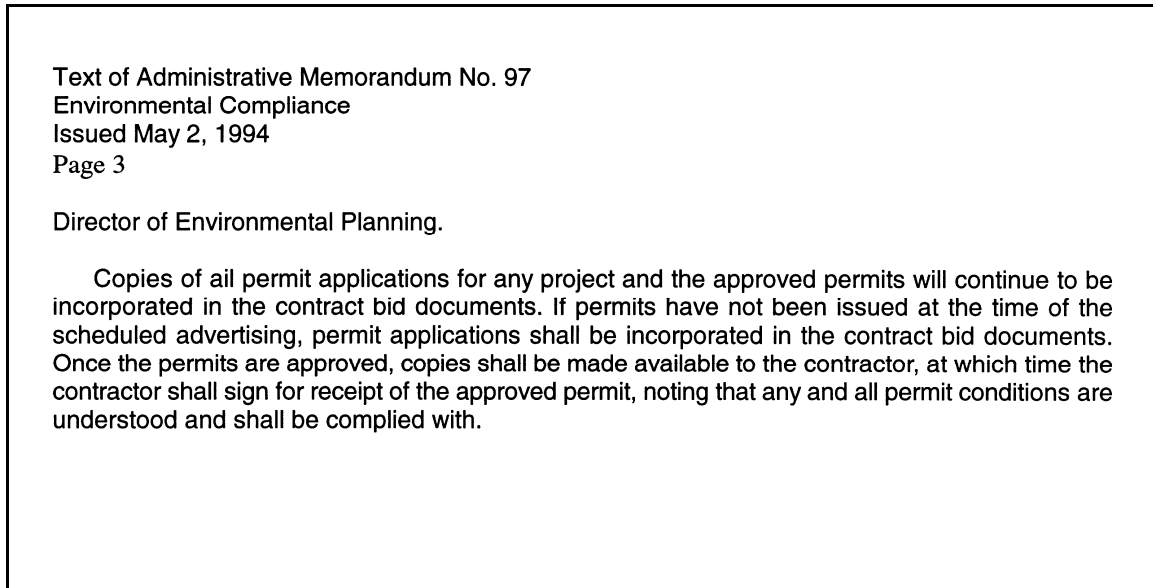 Text of Administrative Memorandum No. 97
Environmental Compliance
Issued May 2, 1994
Page 3
Director of Environmental Planning.
Copies of ail permit applications for any project and the approved permits will continue to be
incorporated in the contract bid documents. If permits have not been issued at the time of the
scheduled advertising, permit applications shall be incorporated in the contract bid documents.
Once the permits are approved, copies shall be made available to the contractor, at which time the
contractor shall sign for receipt of the approved permit, noting that any and all permit conditions are
understood and shall be complied with.